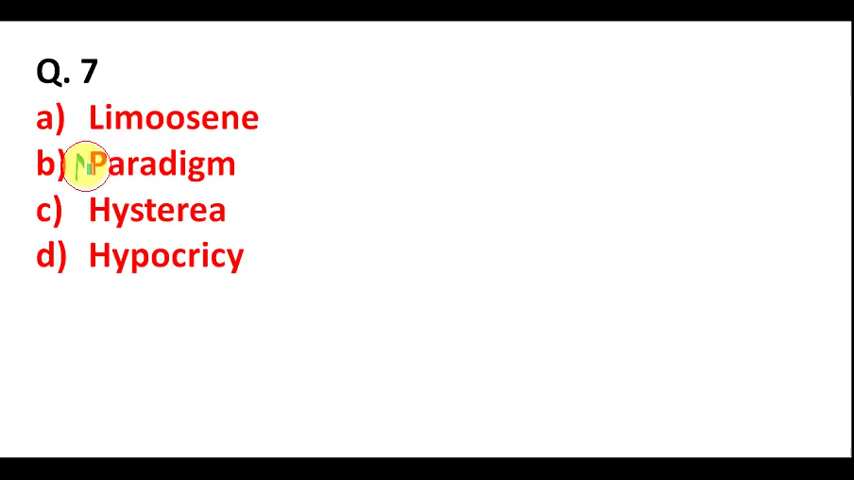 Q. 7
a) Limoosene
b) Paradigm
c) Hysterea
d) Hypocricy